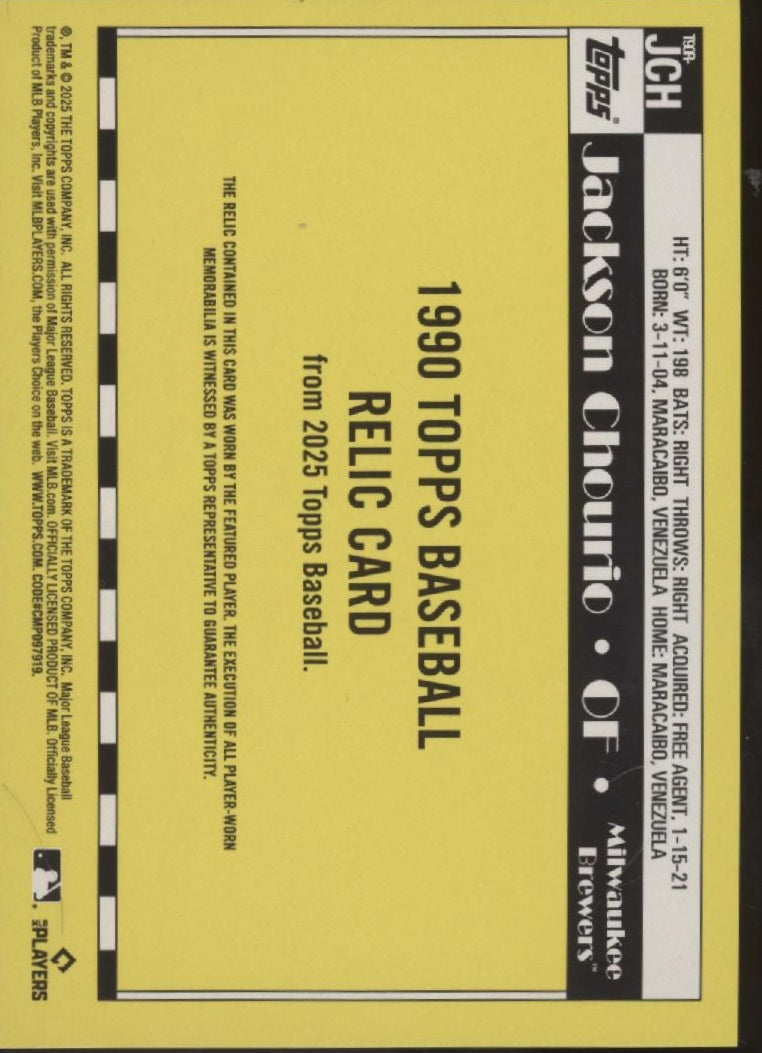 T90R-
JCH
HT: 6'0" WT: 198 BATS: RIGHT THROWS: RIGHT ACQUIRED: FREE AGENT, 1-15-21
BORN: 3-11-04, MARACAIBO, VENEZUELA HOME: MARACAIBO, VENEZUELA
topps®
Jackson Chourio • OF •
Milwaukee
Brewers™
1990 TOPPS BASEBALL
RELIC CARD
from 2025 Topps Baseball.
THE RELIC CONTAINED IN THIS CARD WAS WORN BY THE FEATURED PLAYER. THE EXECUTION OF ALL PLAYER-WORN
MEMORABILIA IS WITNESSED BY A TOPPS REPRESENTATIVE TO GUARANTEE AUTHENTICITY.
®, TM & © 2025 THE TOPPS COMPANY, INC. ALL RIGHTS RESERVED. TOPPS IS A TRADEMARK OF THE TOPPS COMPANY, INC. Major League Baseball
trademarks and copyrights are used with permission of Major League Baseball. Visit MLB.com. OFFICIALLY LICENSED PRODUCT OF MLB. Officially Licensed
Product of MLB Players, Inc. Visit MLBPLAYERS.COM, the Players Choice on the web. WWW.TOPPS.COM. CODE#CMP097919.
MLB PLAYERS